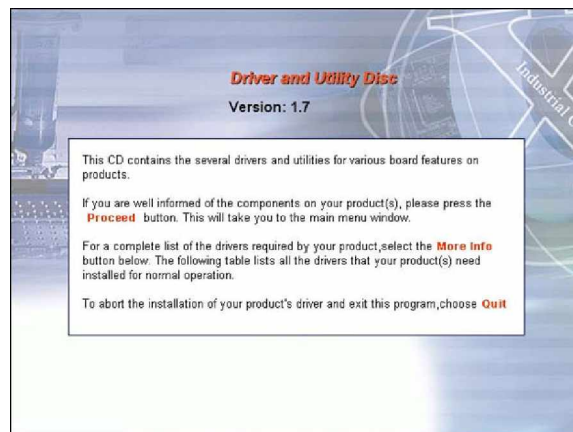 Driver and Utility Disc
Version: 1.7
Industrial
This CD contains the several drivers and utilities for various board features on
products.
If you are well informed of the components on your product(s), please press the
Proceed button. This will take you to the main menu window.
For a complete list of the drivers required by your product,select the More Info
button below. The following table lists all the drivers that your product(s) need
installed for normal operation.
To abort the installation of your product's driver and exit this program,choose Quit